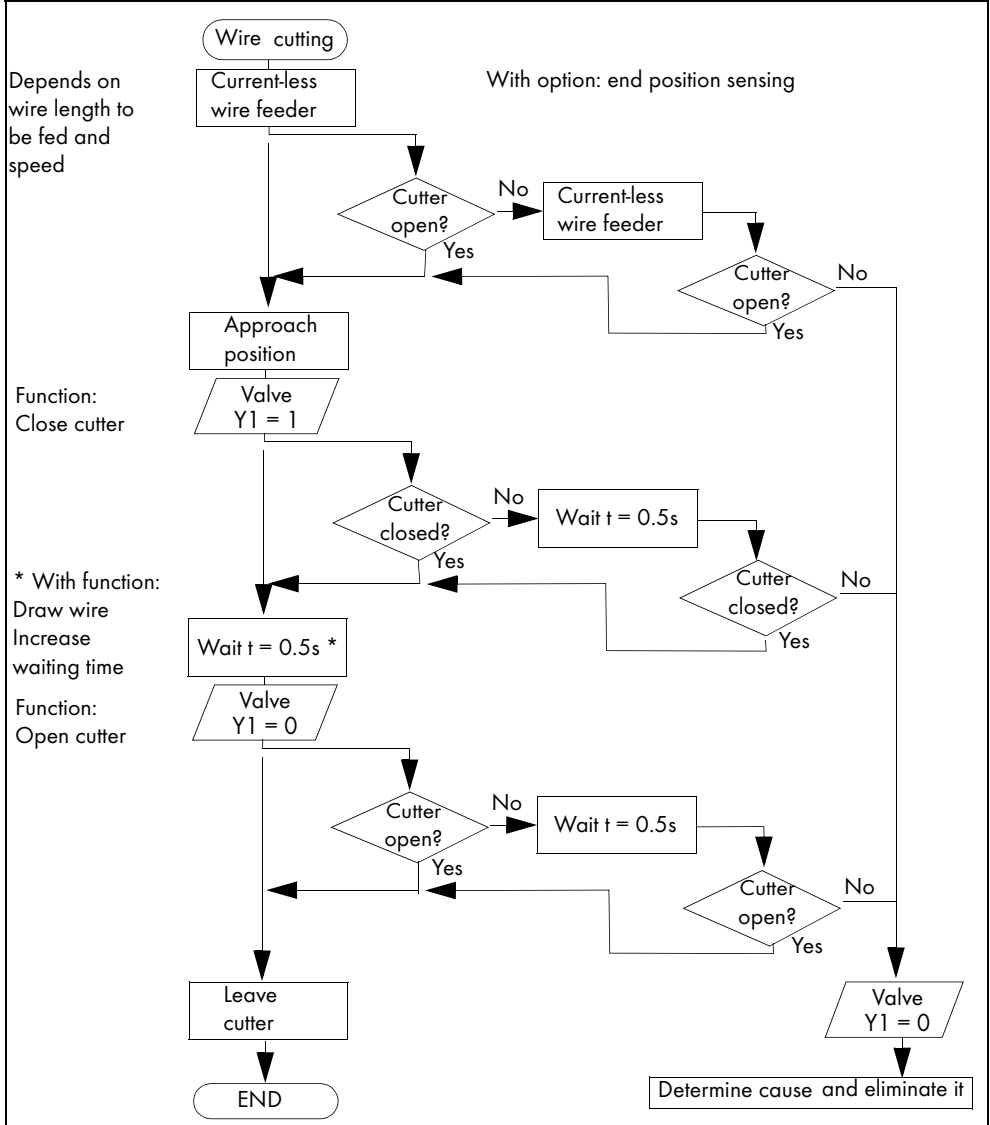 Wire cutting
Depends on
wire length to
be fed and
speed
Current-less
wire feeder
With option: end position sensing
Cutter
open?
No
Yes
Current-less
wire feeder
Cutter
open?
No
Yes
Approach
position
Function:
Close cutter
Valve
Y1 = 1
Cutter
closed?
No
Yes
Wait t = 0.5s
Cutter
closed?
No
Yes
* With function:
Draw wire
Increase
waiting time
Wait t = 0.5s *
Function:
Open cutter
Valve
Y1 = 0
Cutter
open?
No
Yes
Wait t = 0.5s
Cutter
open?
No
Yes
Leave
cutter
Valve
Y1 = 0
END
Determine cause and eliminate it